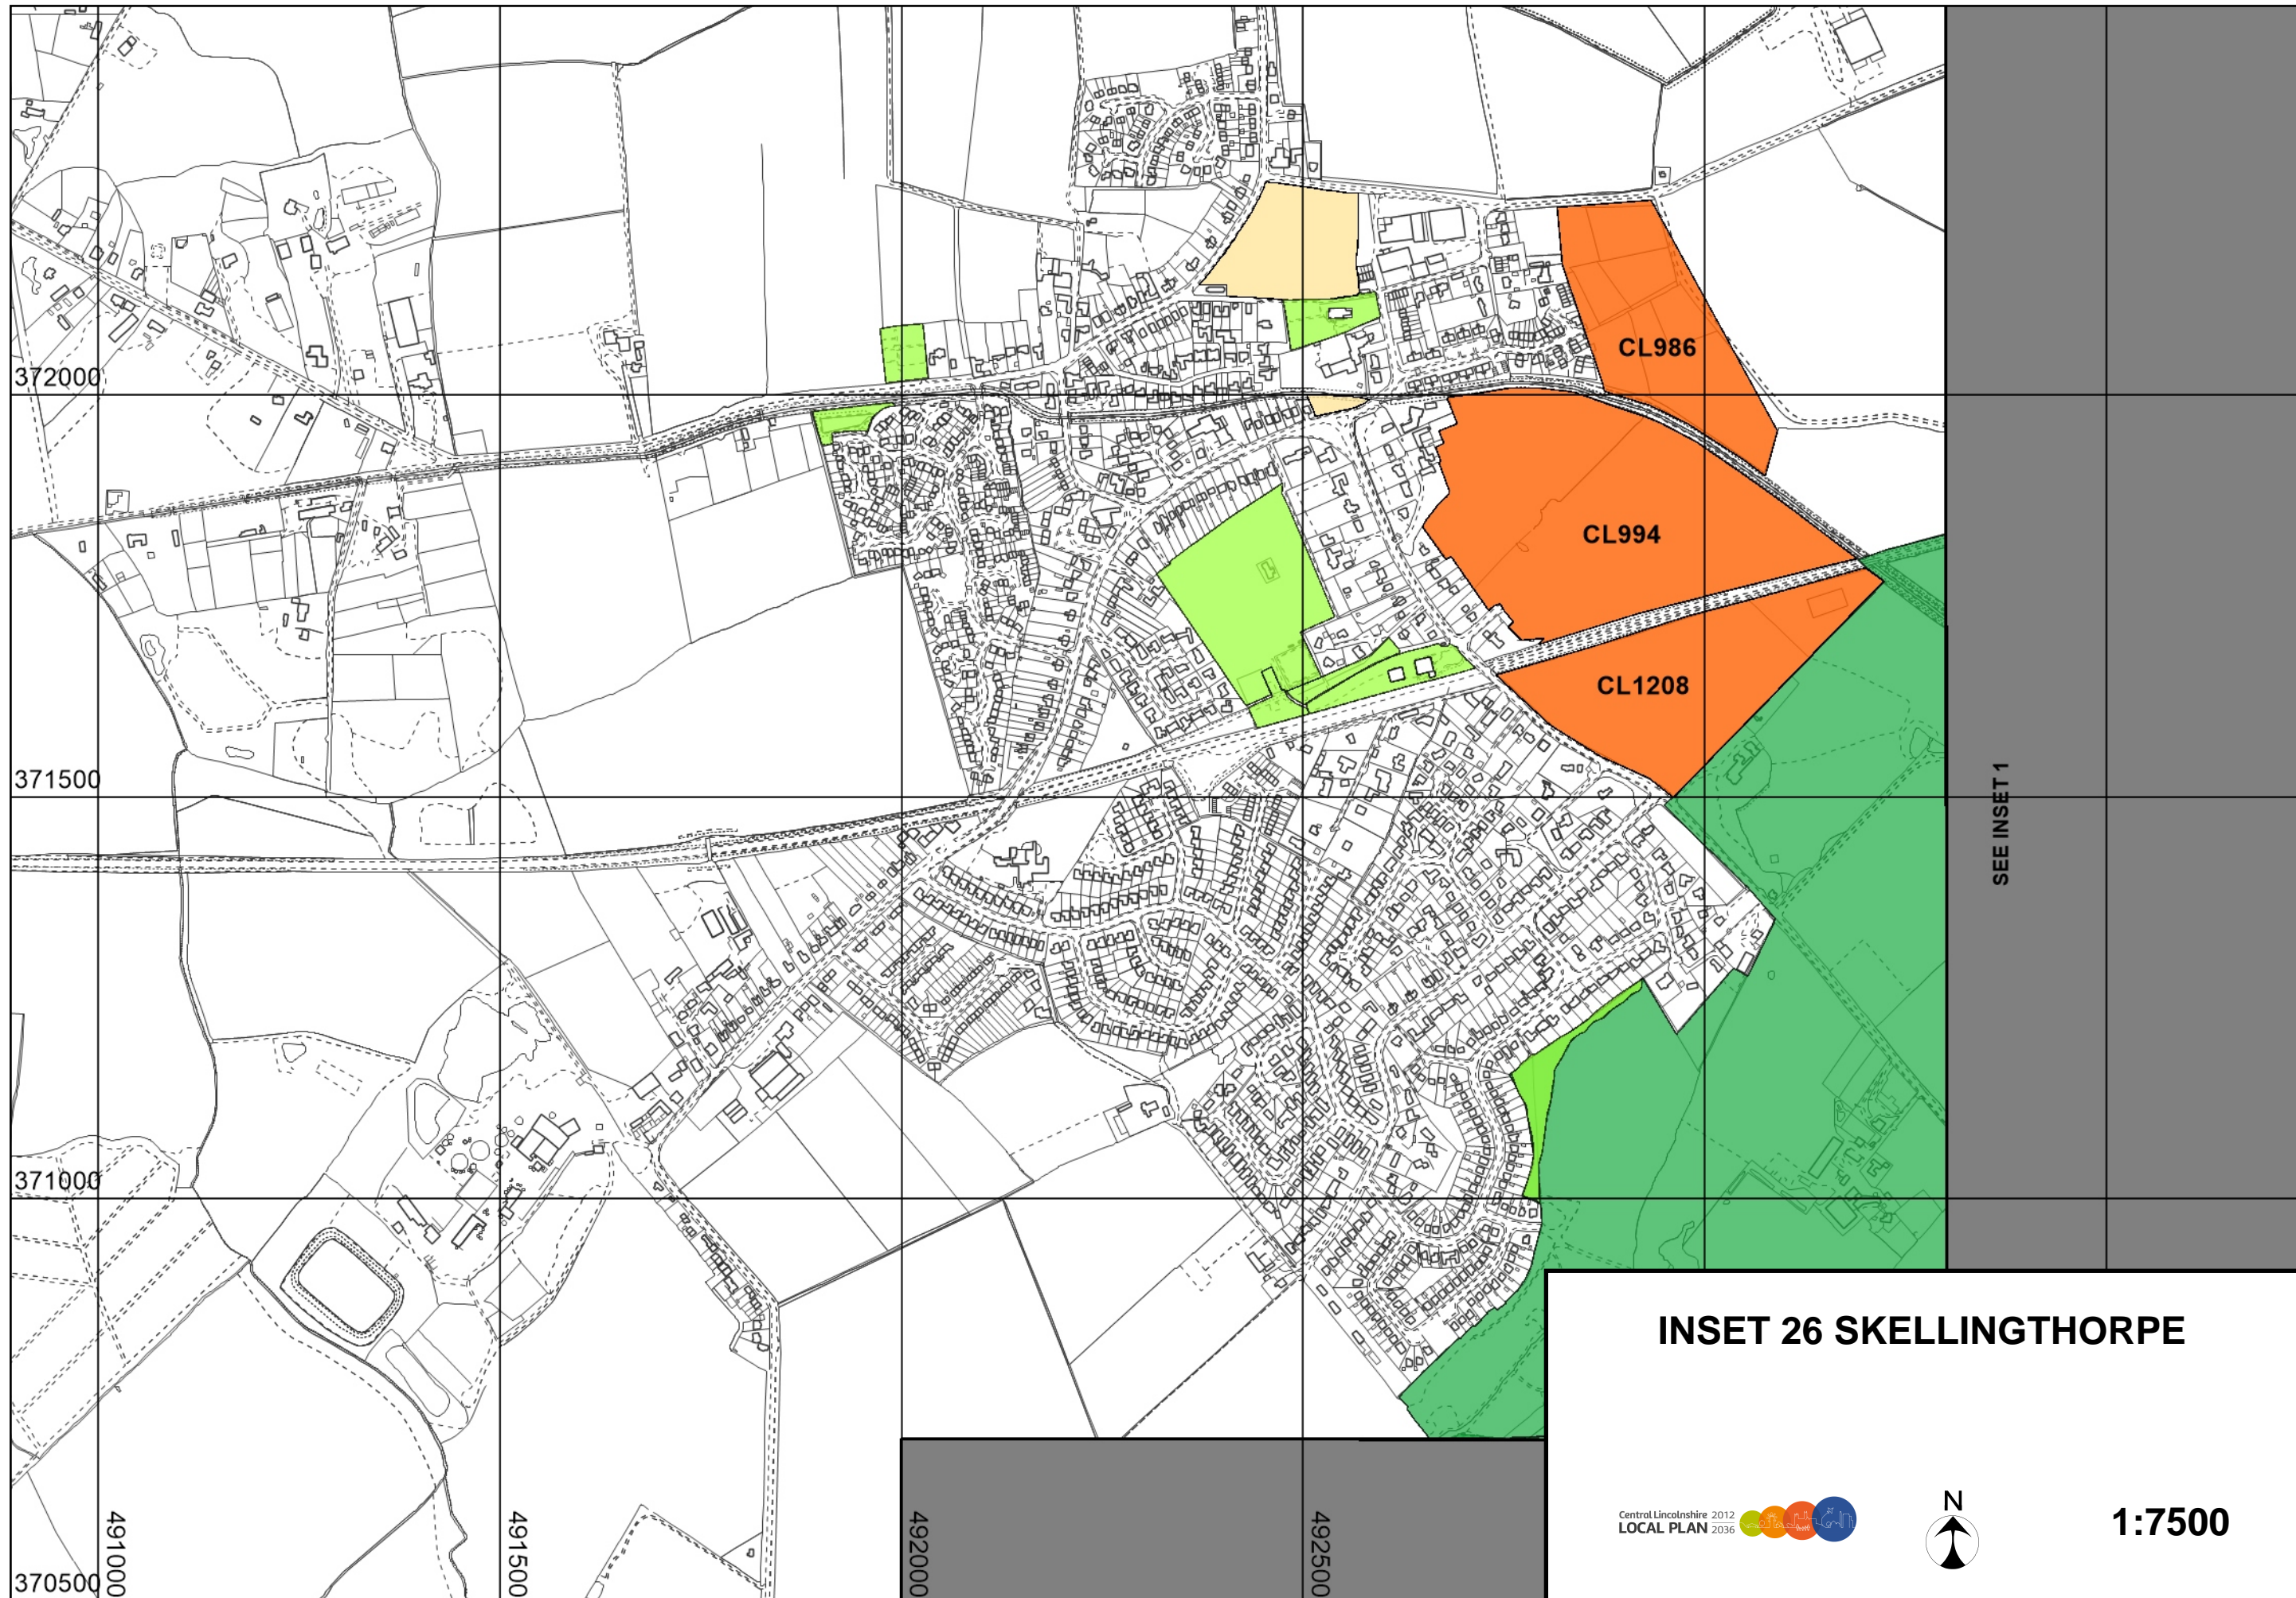 CL986
372000
CL994
CL1208
371500
SEE INSET 1
371000
INSET 26 SKELLINGTHORPE
Central Lincolnshire 2012
LOCAL PLAN 2036
N
1:7500
491000
491500
492000
492500
370500